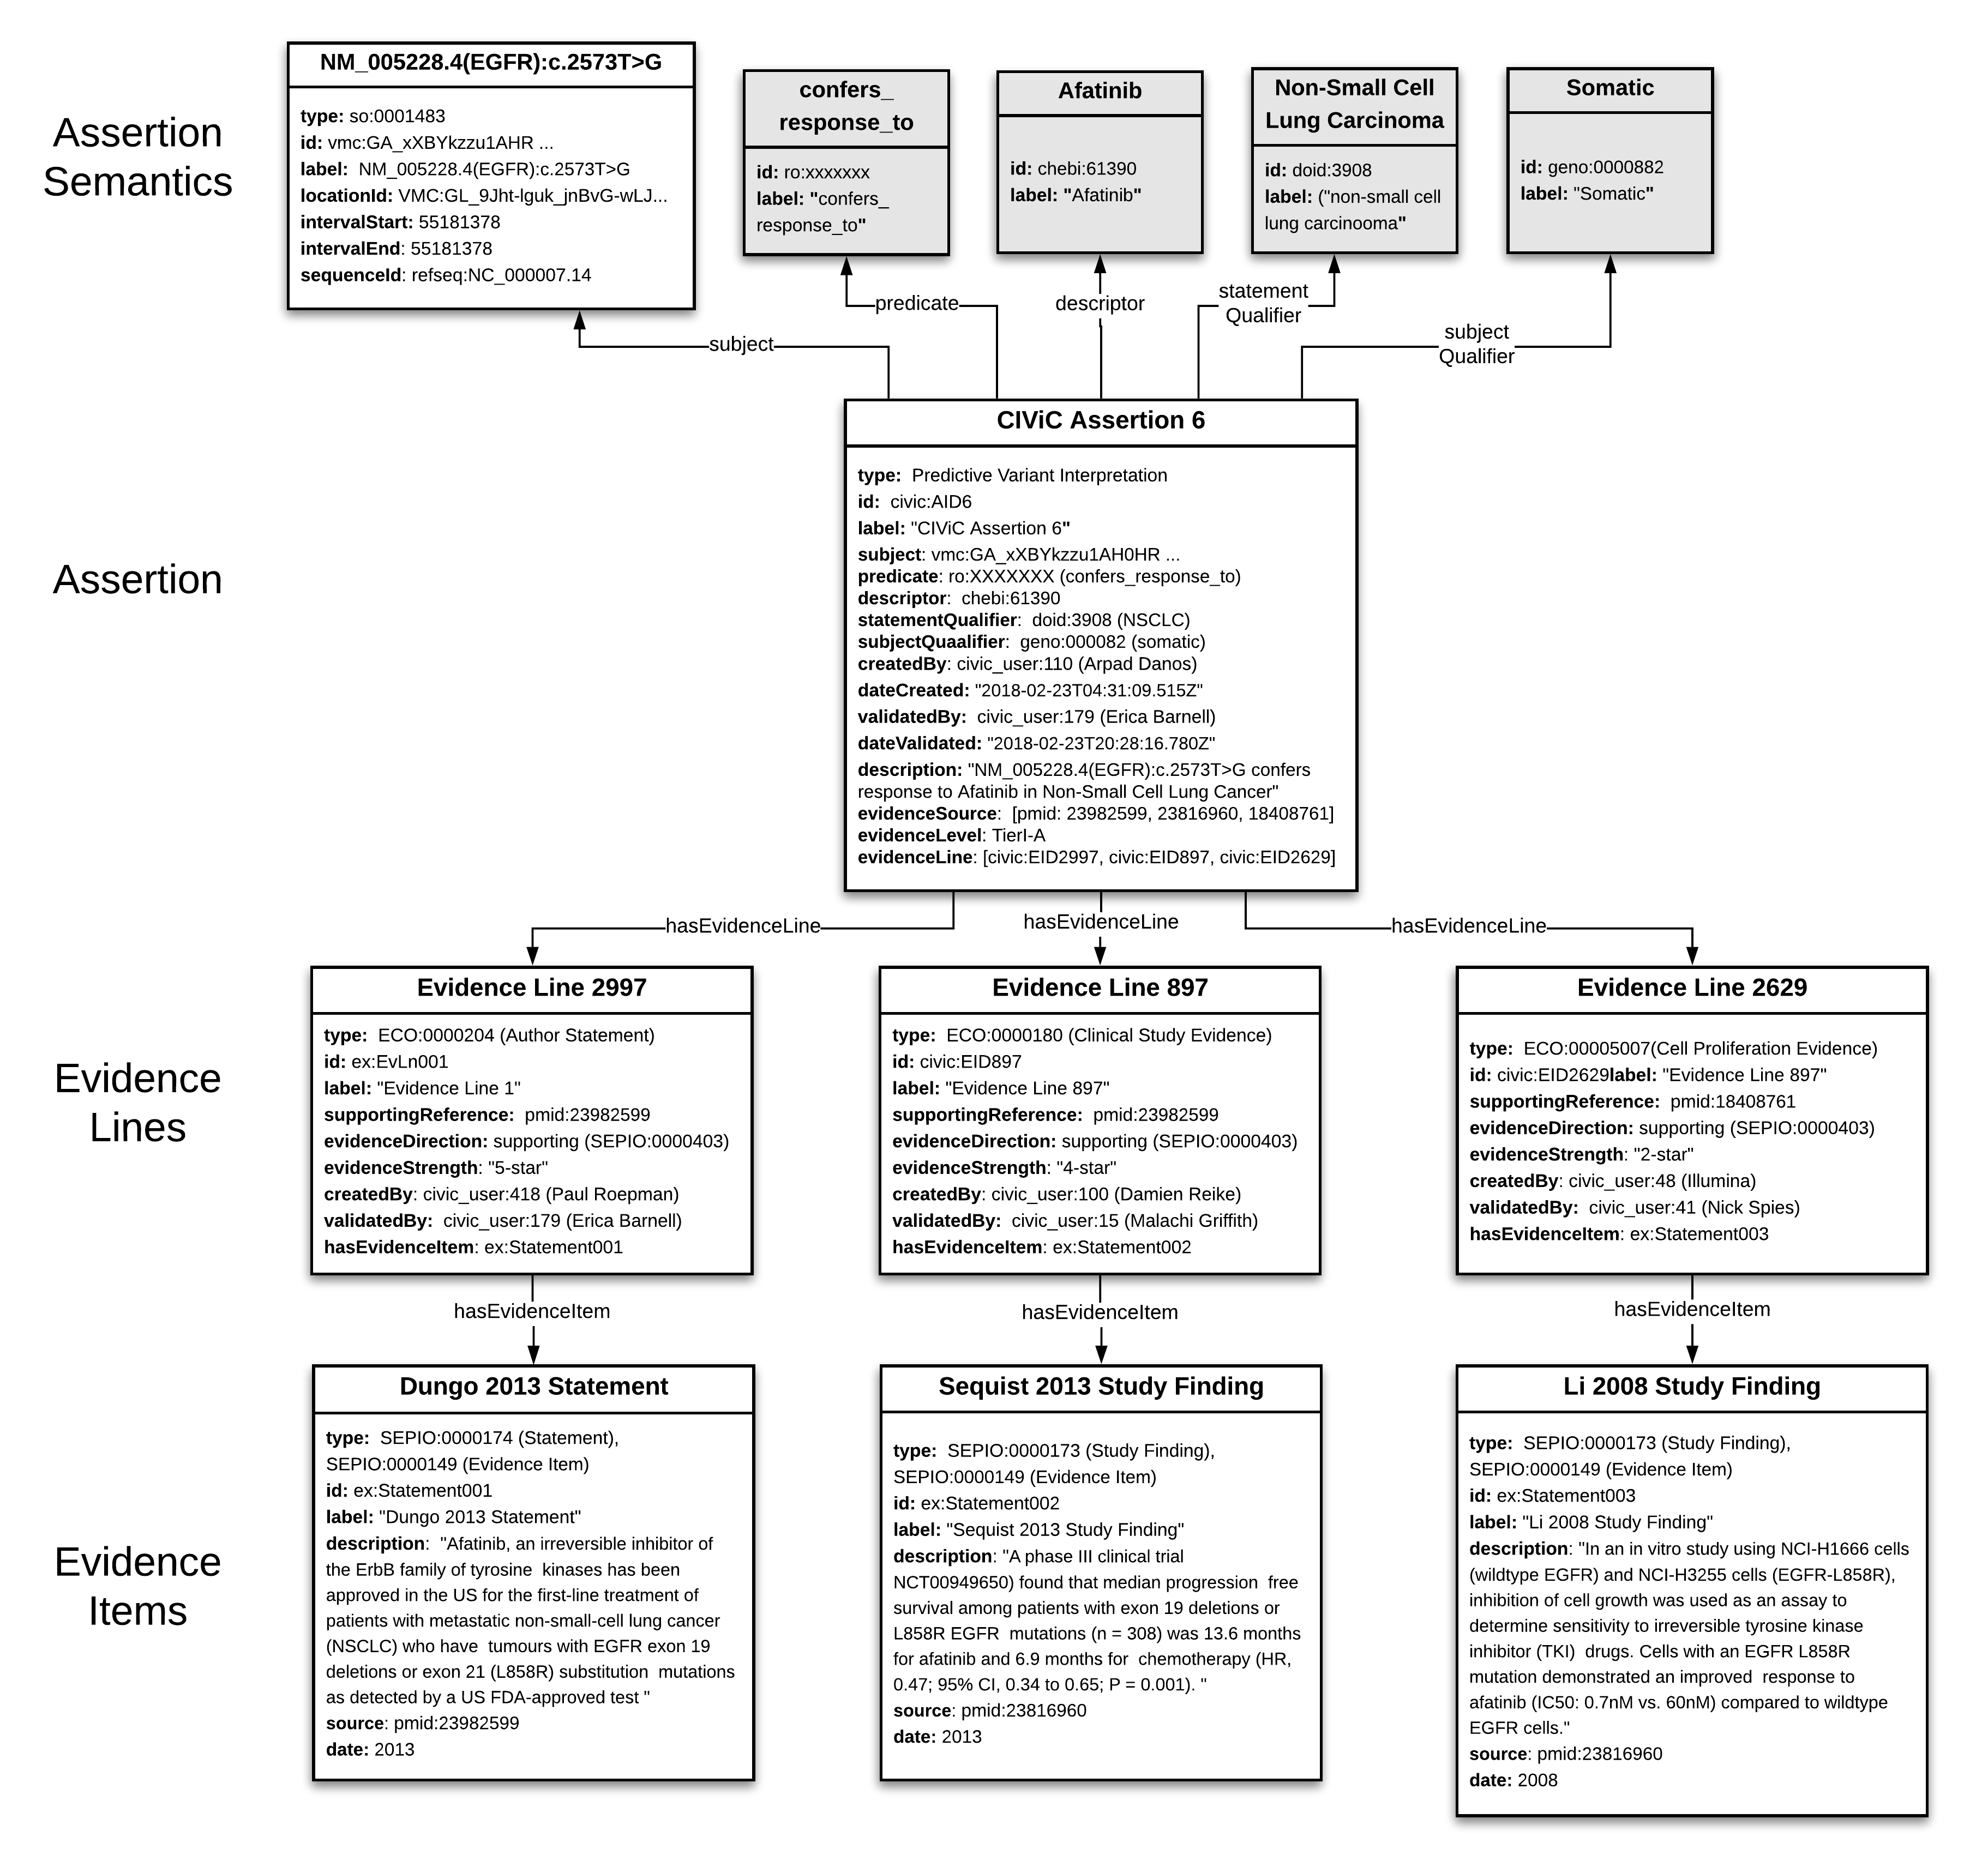 Assertion
Semantics
NM_005228.4(EGFR):c.2573T>G
type: so:0001483
id: vmc:GA_xXBYkzzu1AHR ...
label:  NM_005228.4(EGFR):c.2573T>G
locationId: VMC:GL_9Jht-lguk_jnBvG-wLJ...
intervalStart: 55181378
intervalEnd: 55181378
sequenceId: refseq:NC_000007.14
confers_
response_to
id: ro:xxxxxxx
label: "confers_
response_to"
Afatinib
id: chebi:61390
label: "Afatinib"
Non-Small Cell
Lung Carcinoma
id: doid:3908
label: ("non-small cell
lung carcinooma"
Somatic
id: geno:0000882
label: "Somatic"
subject
predicate
descriptor
statement
Qualifier
subject
Qualifier
Assertion
CIViC Assertion 6
type:  Predictive Variant Interpretation
id:  civic:AID6
label: "CIViC Assertion 6"
subject: vmc:GA_xXBYkzzu1AH0HR ...
predicate: ro:XXXXXXX (confers_response_to)
descriptor:  chebi:61390
statementQualifier:  doid:3908 (NSCLC)
subjectQuaalifier:  geno:000082 (somatic)
createdBy: civic_user:110 (Arpad Danos)
dateCreated: "2018-02-23T04:31:09.515Z"
validatedBy:  civic_user:179 (Erica Barnell)
dateValidated: "2018-02-23T20:28:16.780Z"
description: "NM_005228.4(EGFR):c.2573T>G confers
response to Afatinib in Non-Small Cell Lung Cancer"
evidenceSource:  [pmid: 23982599, 23816960, 18408761]
evidenceLevel: TierI-A
evidenceLine: [civic:EID2997, civic:EID897, civic:EID2629]
hasEvidenceLine
hasEvidenceLine
hasEvidenceLine
Evidence
Lines
Evidence Line 2997
type:  ECO:0000204 (Author Statement)
id: ex:EvLn001
label: "Evidence Line 1"
supportingReference:  pmid:23982599
evidenceDirection: supporting (SEPIO:0000403)
evidenceStrength: "5-star"
createdBy: civic_user:418 (Paul Roepman)
validatedBy:  civic_user:179 (Erica Barnell)
hasEvidenceItem: ex:Statement001
Evidence Line 897
type:  ECO:0000180 (Clinical Study Evidence)
id: civic:EID897
label: "Evidence Line 897"
supportingReference:  pmid:23982599
evidenceDirection: supporting (SEPIO:0000403)
evidenceStrength: "4-star"
createdBy: civic_user:100 (Damien Reike)
validatedBy:  civic_user:15 (Malachi Griffith)
hasEvidenceItem: ex:Statement002
Evidence Line 2629
type:  ECO:00005007(Cell Proliferation Evidence)
id: civic:EID2629label: "Evidence Line 897"
supportingReference:  pmid:18408761
evidenceDirection: supporting (SEPIO:0000403)
evidenceStrength: "2-star"
createdBy: civic_user:48 (Illumina)
validatedBy:  civic_user:41 (Nick Spies)
hasEvidenceItem: ex:Statement003
hasEvidenceItem
hasEvidenceItem
hasEvidenceItem
Evidence
Items
Dungo 2013 Statement
type:  SEPIO:0000174 (Statement),
SEPIO:0000149 (Evidence Item)
id: ex:Statement001
label: "Dungo 2013 Statement"
description:  "Afatinib, an irreversible inhibitor of
the ErbB family of tyrosine  kinases has been
approved in the US for the first-line treatment of
patients with metastatic non-small-cell lung cancer
(NSCLC) who have  tumours with EGFR exon 19
deletions or exon 21 (L858R) substitution  mutations
as detected by a US FDA-approved test "
source: pmid:23982599
date: 2013
Sequist 2013 Study Finding
type:  SEPIO:0000173 (Study Finding),
SEPIO:0000149 (Evidence Item)
id: ex:Statement002
label: "Sequist 2013 Study Finding"
description: "A phase III clinical trial
NCT00949650) found that median progression  free
survival among patients with exon 19 deletions or
L858R EGFR  mutations (n = 308) was 13.6 months
for afatinib and 6.9 months for  chemotherapy (HR,
0.47; 95% CI, 0.34 to 0.65; P = 0.001). "
source: pmid:23816960
date: 2013
Li 2008 Study Finding
type:  SEPIO:0000173 (Study Finding),
SEPIO:0000149 (Evidence Item)
id: ex:Statement003
label: "Li 2008 Study Finding"
description: "In an in vitro study using NCI-H1666 cells
(wildtype EGFR) and NCI-H3255 cells (EGFR-L858R),
inhibition of cell growth was used as an assay to
determine sensitivity to irreversible tyrosine kinase
inhibitor (TKI)  drugs. Cells with an EGFR L858R
mutation demonstrated an improved  response to
afatinib (IC50: 0.7nM vs. 60nM) compared to wildtype
EGFR cells."
source: pmid:23816960
date: 2008